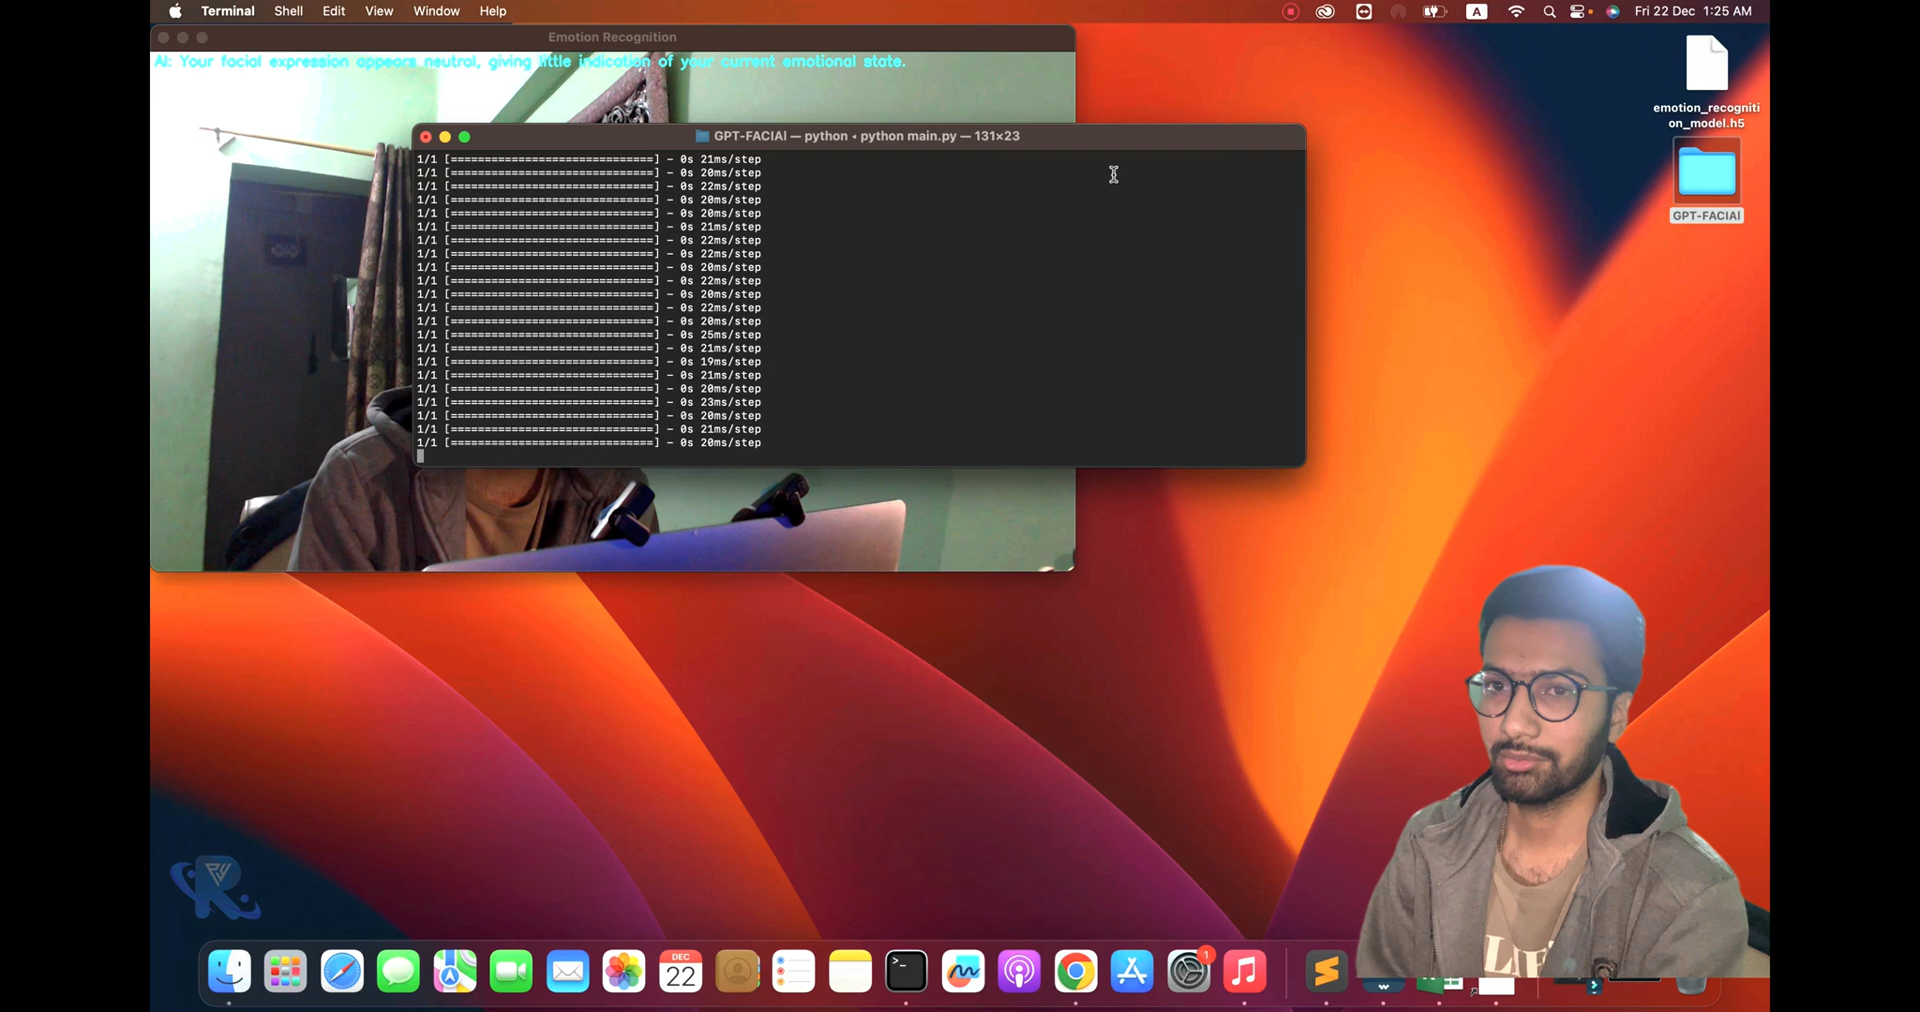 Terminal Shell Edit View Window Help
A Fri 22 Dec 1:25 AM
Emotion Recognition
AI: Your facial expression appears neutral, giving little indication of your current emotional state.
emotion_recogniti
on_model.h5
GPT-FACIAI
GPT-FACIAI — python ◂ python main.py — 131×23
1/1 [==============================] - 0s 21ms/step
1/1 [==============================] - 0s 20ms/step
1/1 [==============================] - 0s 22ms/step
1/1 [==============================] - 0s 20ms/step
1/1 [==============================] - 0s 20ms/step
1/1 [==============================] - 0s 21ms/step
1/1 [==============================] - 0s 22ms/step
1/1 [==============================] - 0s 22ms/step
1/1 [==============================] - 0s 20ms/step
1/1 [==============================] - 0s 22ms/step
1/1 [==============================] - 0s 20ms/step
1/1 [==============================] - 0s 22ms/step
1/1 [==============================] - 0s 20ms/step
1/1 [==============================] - 0s 25ms/step
1/1 [==============================] - 0s 21ms/step
1/1 [==============================] - 0s 19ms/step
1/1 [==============================] - 0s 21ms/step
1/1 [==============================] - 0s 20ms/step
1/1 [==============================] - 0s 23ms/step
1/1 [==============================] - 0s 20ms/step
1/1 [==============================] - 0s 21ms/step
1/1 [==============================] - 0s 20ms/step
DEC
22
1